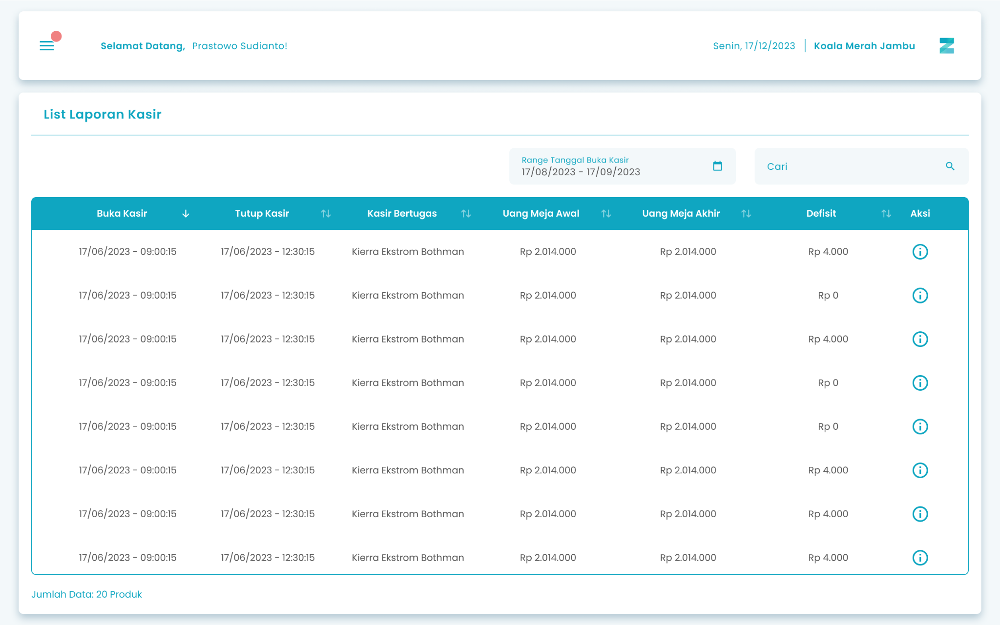 Selamat Datang, Prastowo Sudianto!
Senin, 17/12/2023 Koala Merah Jambu
List Laporan Kasir
Range Tanggal Buka Kasir
17/08/2023 - 17/09/2023
Cari
Buka Kasir Tutup Kasir Kasir Bertugas Uang Meja Awal Uang Meja Akhir Defisit Aksi
17/06/2023 - 09:00:15 17/06/2023 - 12:30:15 Kierra Ekstrom Bothman Rp 2.014.000 Rp 2.014.000 Rp 4.000
17/06/2023 - 09:00:15 17/06/2023 - 12:30:15 Kierra Ekstrom Bothman Rp 2.014.000 Rp 2.014.000 Rp 0
17/06/2023 - 09:00:15 17/06/2023 - 12:30:15 Kierra Ekstrom Bothman Rp 2.014.000 Rp 2.014.000 Rp 4.000
17/06/2023 - 09:00:15 17/06/2023 - 12:30:15 Kierra Ekstrom Bothman Rp 2.014.000 Rp 2.014.000 Rp 0
17/06/2023 - 09:00:15 17/06/2023 - 12:30:15 Kierra Ekstrom Bothman Rp 2.014.000 Rp 2.014.000 Rp 0
17/06/2023 - 09:00:15 17/06/2023 - 12:30:15 Kierra Ekstrom Bothman Rp 2.014.000 Rp 2.014.000 Rp 4.000
17/06/2023 - 09:00:15 17/06/2023 - 12:30:15 Kierra Ekstrom Bothman Rp 2.014.000 Rp 2.014.000 Rp 4.000
17/06/2023 - 09:00:15 17/06/2023 - 12:30:15 Kierra Ekstrom Bothman Rp 2.014.000 Rp 2.014.000 Rp 4.000
Jumlah Data: 20 Produk